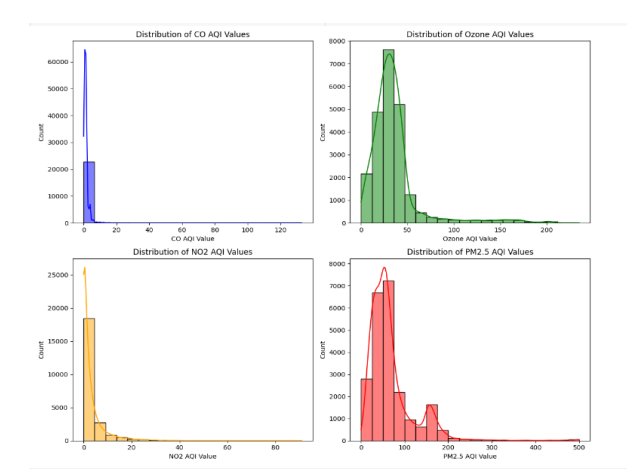 Distribution of CO AQI Values
60000
50000
40000
30000
20000
10000
0
Count
0 20 40 60 80 100 120
CO AQI Value
Distribution of Ozone AQI Values
8000
7000
6000
5000
4000
3000
2000
1000
0
Count
0 50 100 150 200
Ozone AQI Value
Distribution of NO2 AQI Values
25000
20000
15000
10000
5000
0
Count
0 20 40 60 80
NO2 AQI Value
Distribution of PM2.5 AQI Values
8000
7000
6000
5000
4000
3000
2000
1000
0
Count
0 100 200 300 400 500
PM2.5 AQI Value